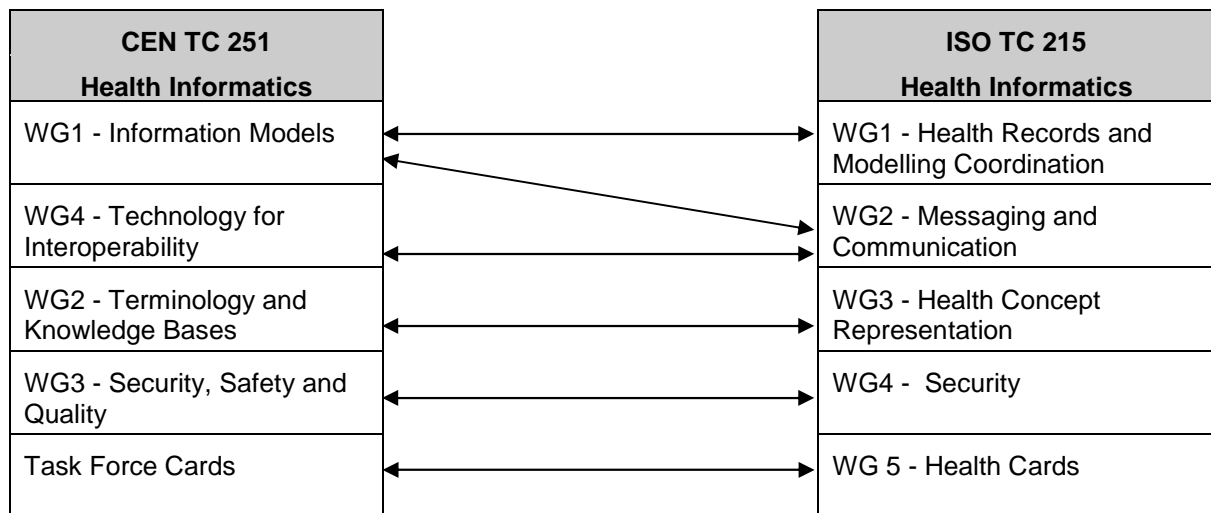 CEN TC 251
Health Informatics
WG1 - Information Models
WG4 - Technology for
Interoperability
WG2 - Terminology and
Knowledge Bases
WG3 - Security, Safety and
Quality
Task Force Cards
ISO TC 215
Health Informatics
WG1 - Health Records and
Modelling Coordination
WG2 - Messaging and
Communication
WG3 - Health Concept
Representation
WG4 -  Security
WG 5 - Health Cards